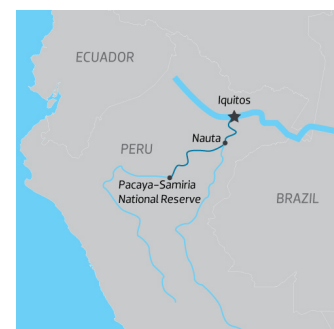 ECUADOR
Iquitos
Nauta
PERU
Pacaya-Samiria
National Reserve
BRAZIL